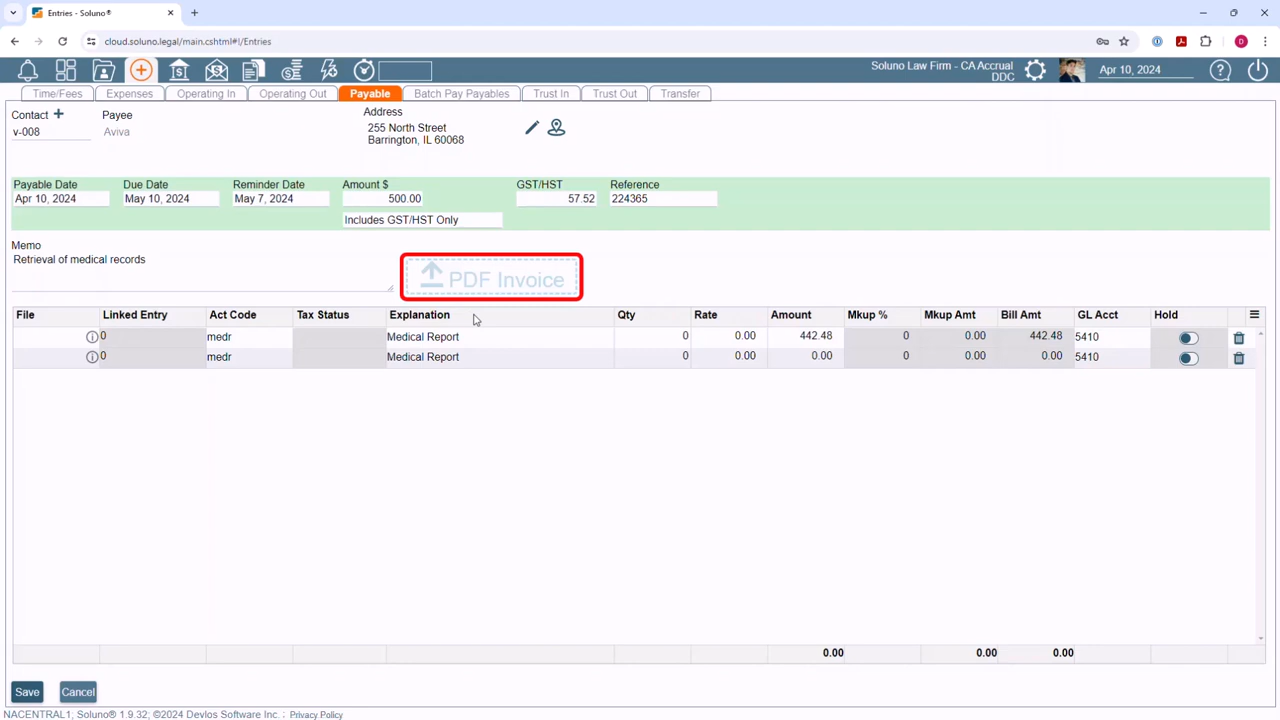 Entries - Soluno®
cloud.soluno.legal/main.cshtml#!/Entries
D
Soluno Law Firm - CA Accrual
DDC
Apr 10, 2024
Time/Fees Expenses Operating In Operating Out Payable Batch Pay Payables Trust In Trust Out Transfer
Contact Payee Address
v-008 Aviva 255 North Street
Barrington, IL 60068
Payable Date Due Date Reminder Date Amount $ GST/HST Reference
Apr 10, 2024 May 10, 2024 May 7, 2024 500.00 57.52 224365
Includes GST/HST Only
Memo
Retrieval of medical records
PDF Invoice
File Linked Entry Act Code Tax Status Explanation Qty Rate Amount Mkup % Mkup Amt Bill Amt GL Acct Hold
0 medr Medical Report 0 0.00 442.48 0 0.00 442.48 5410
0 medr Medical Report 0 0.00 0.00 0 0.00 0.00 5410
0.00 0.00 0.00
Save Cancel
NACENTRAL1; Soluno® 1.9.32; ©2024 Devlos Software Inc. ; Privacy Policy